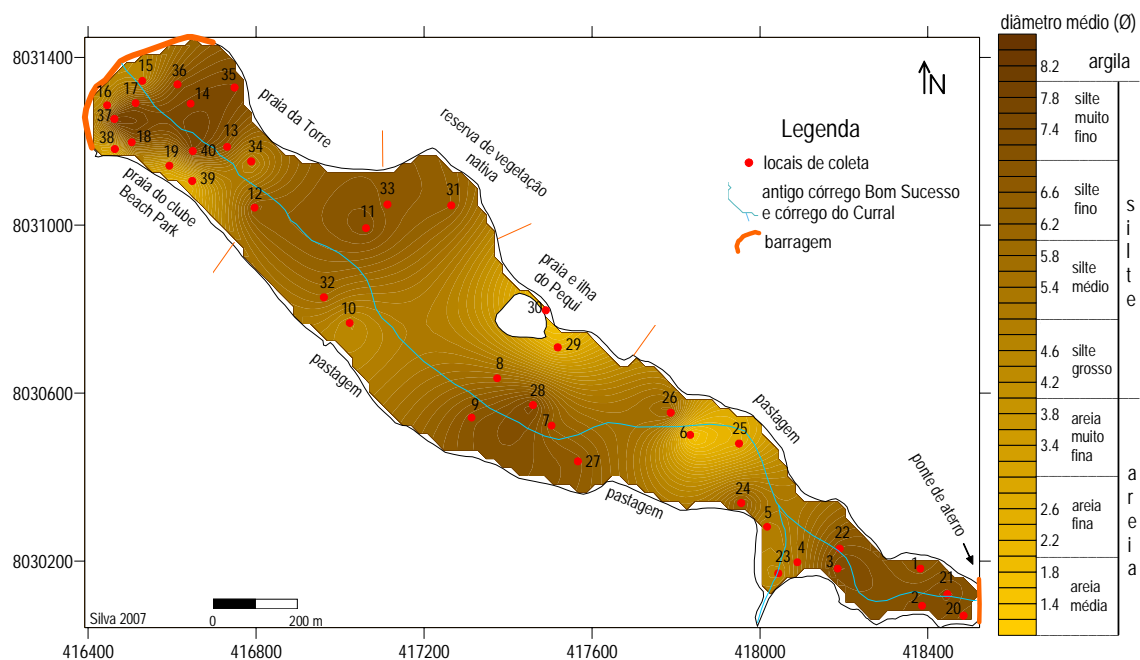 diâmetro médio (Ø)
8031400
8031000
8030600
8030200
416400
416800
417200
417600
418000
418400
15
36
35
16
17
14
37
38
18
13
34
40
19
39
12
33
31
11
32
10
30
29
8
28
9
7
27
26
6
25
24
5
23
4
3
22
1
21
2
20
praia da Torre
reserva de vegetação
nativa
praia do clube
Beach Park
praia e ilha
do Pequi
pastagem
pastagem
pastagem
ponte de aterro
N
Legenda
locais de coleta
antigo córrego Bom Sucesso
e córrego do Curral
barragem
Silva 2007
0
200 m
8.2
7.8
7.4
6.6
6.2
5.8
5.4
4.6
4.2
3.8
3.4
2.6
2.2
1.8
1.4
argila
silte
muito
fino
silte
fino
silte
médio
silte
grosso
areia
muito
fina
areia
fina
areia
média
silte
areia